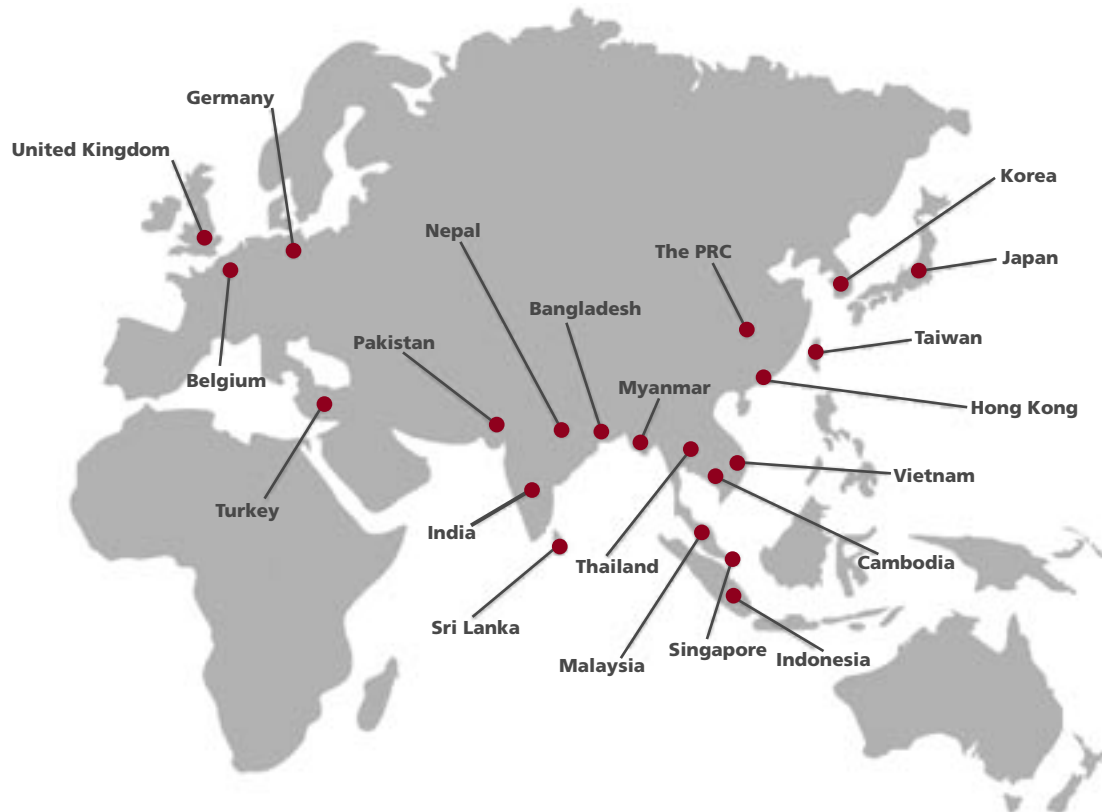 Germany
United Kingdom
Korea
Nepal
The PRC
Japan
Bangladesh
Pakistan
Taiwan
Belgium
Myanmar
Hong Kong
Vietnam
Turkey
India
Thailand
Cambodia
Sri Lanka
Singapore
Indonesia
Malaysia